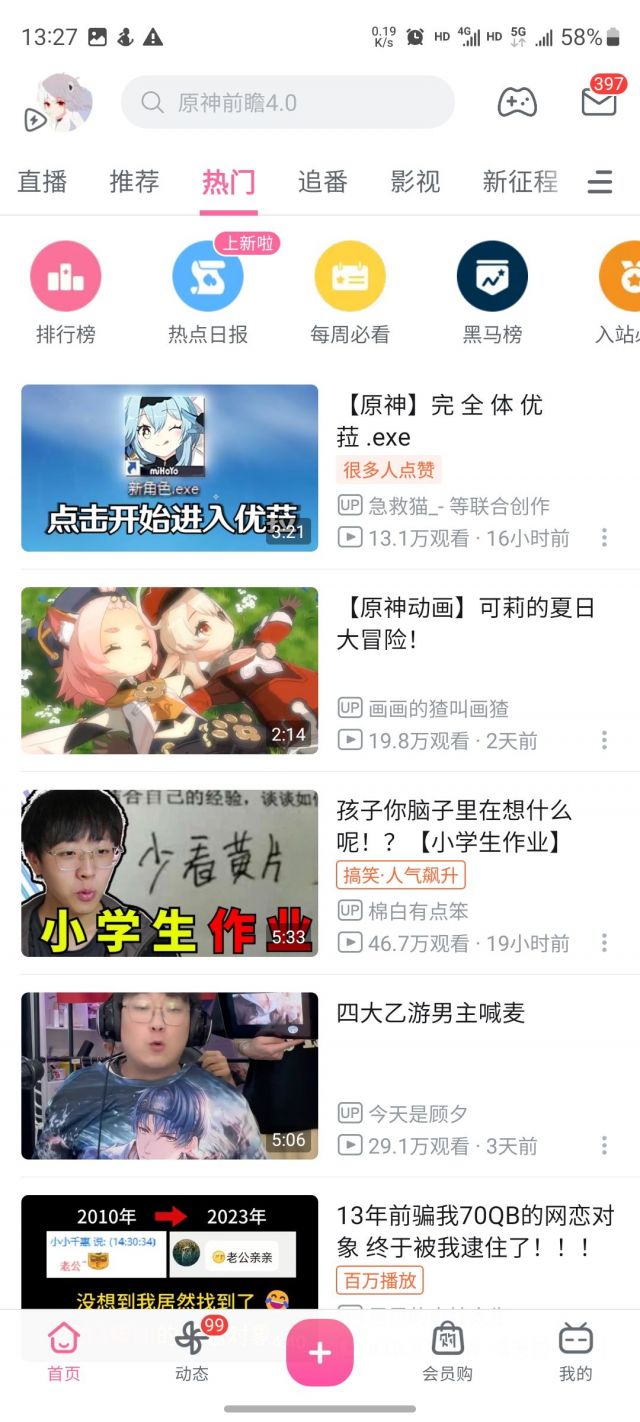 13:27
0.19
K/s
HD 4G HD 5G 58%
原神前瞻4.0
397
直播 推荐 热门 追番 影视 新征程
上新啦
排行榜 热点日报 每周必看 黑马榜 入站必
miHoYo
新角色.exe
点击开始进入优菈
3:21
【原神】完 全 体 优
菈 .exe
很多人点赞
UP 急救猫_- 等联合创作
13.1万观看 · 16小时前
2:14
【原神动画】可莉的夏日
大冒险！
UP 画画的猹叫画猹
19.8万观看 · 2天前
合自己的经验，谈谈如
少看黄片
小学生作业
5:33
孩子你脑子里在想什么
呢！？【小学生作业】
搞笑·人气飙升
UP 棉白有点笨
46.7万观看 · 19小时前
5:06
四大乙游男主喊麦
UP 今天是顾夕
29.1万观看 · 3天前
2010年 2023年
小小千惠 说: (14:30:34)
老公~
老公亲亲
没想到我居然找到了
13年前骗我70QB的网恋对
象 终于被我逮住了！！！
百万播放
99
购
首页 动态 会员购 我的